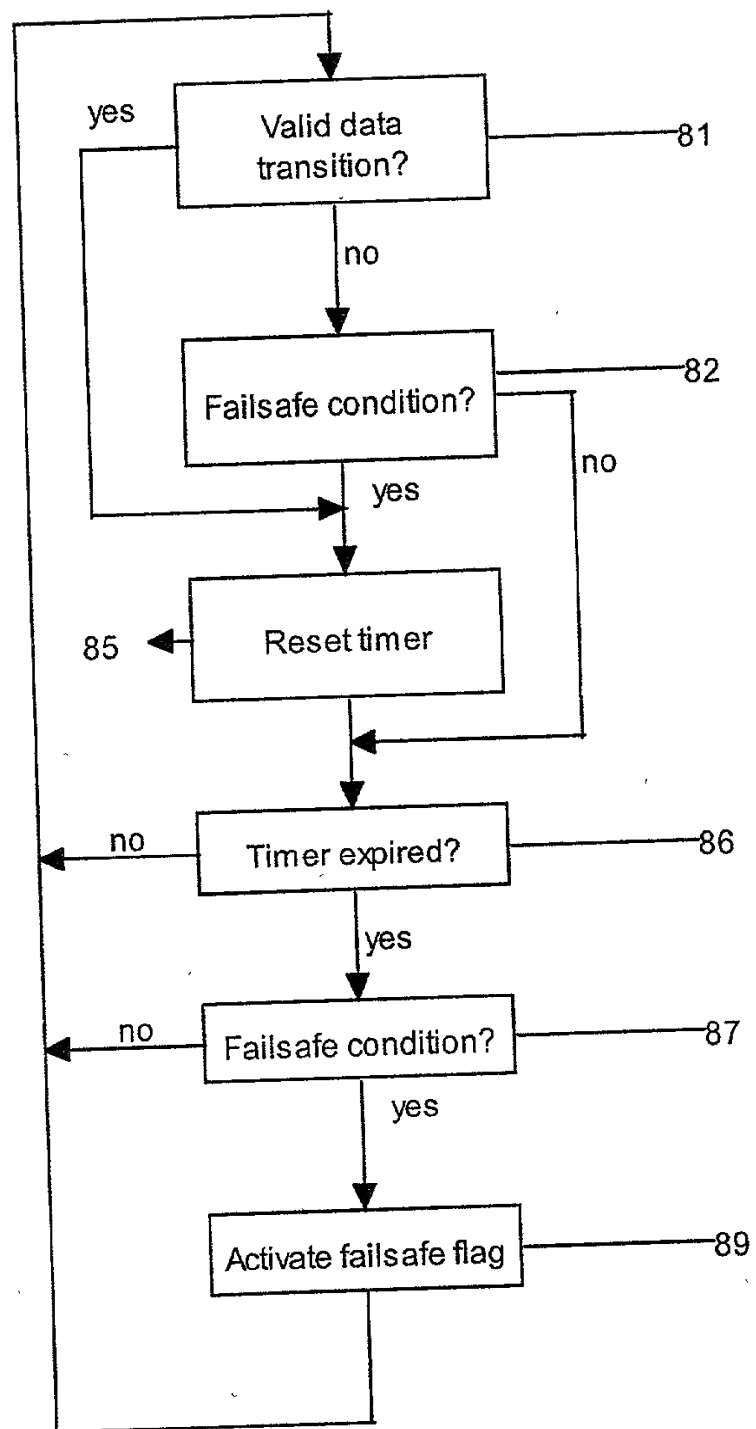 yes
Valid data
transition?
81
no
Failsafe condition?
82
no
yes
Reset timer
85
no
Timer expired?
86
yes
no
Failsafe condition?
87
yes
Activate failsafe flag
89